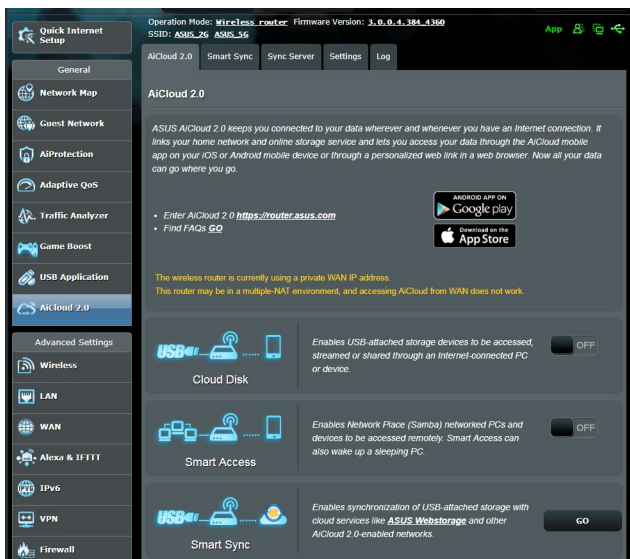 Quick Internet
Setup
Operation Mode: Wireless router Firmware Version: 3.0.0.4.384_4360
SSID: ASUS_2G ASUS_5G
App
AiCloud 2.0 Smart Sync Sync Server Settings Log
General
Network Map
Guest Network
AiProtection
Adaptive QoS
Traffic Analyzer
Game Boost
USB Application
AiCloud 2.0
Advanced Settings
Wireless
LAN
WAN
Alexa & IFTTT
IPv6
VPN
Firewall
AiCloud 2.0
ASUS AiCloud 2.0 keeps you connected to your data wherever and whenever you have an Internet connection. It
links your home network and online storage service and lets you access your data through the AiCloud mobile
app on your iOS or Android mobile device or through a personalized web link in a web browser. Now all your data
can go where you go.
• Enter AiCloud 2.0 https://router.asus.com
• Find FAQs GO
ANDROID APP ON
Google play
Download on the
App Store
The wireless router is currently using a private WAN IP address.
This router may be in a multiple-NAT environment, and accessing AiCloud from WAN does not work.
USB
Cloud Disk
Enables USB-attached storage devices to be accessed,
streamed or shared through an Internet-connected PC
or device.
OFF
Smart Access
Enables Network Place (Samba) networked PCs and
devices to be accessed remotely. Smart Access can
also wake up a sleeping PC.
OFF
USB
Smart Sync
Enables synchronization of USB-attached storage with
cloud services like ASUS Webstorage and other
AiCloud 2.0-enabled networks.
GO